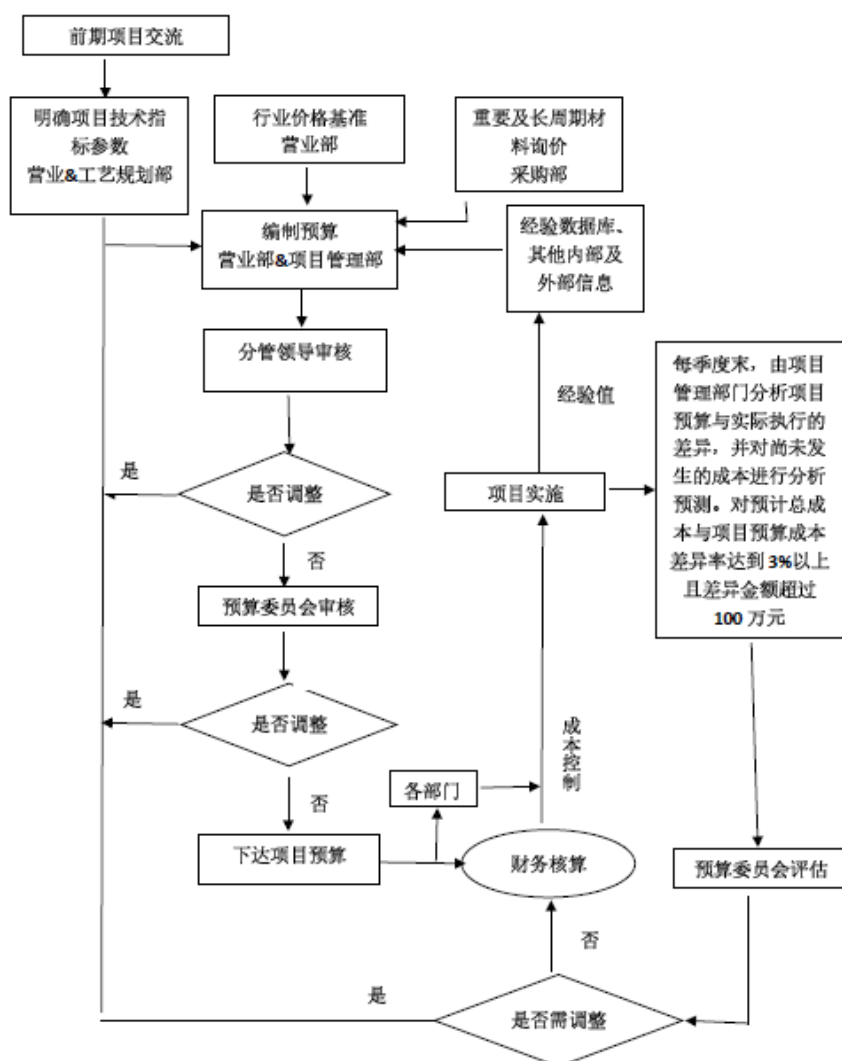 前期项目交流
明确项目技术指
标参数
营业&工艺规划部
行业价格基准
营业部
重要及长周期材
料询价
采购部
编制预算
营业部&项目管理部
经验数据库、
其他内部及
外部信息
分管领导审核
经验值
每季度末，由项目
管理部门分析项目
预算与实际执行的
差异，并对尚未发
生的成本进行分析
预测。对预计总成
本与项目预算成本
差异率达到 3%以上
且差异金额超过
100 万元
是
是否调整
项目实施
否
预算委员会审核
是
是否调整
成本控制
否
各部门
下达项目预算
财务核算
预算委员会评估
否
是
是否需调整